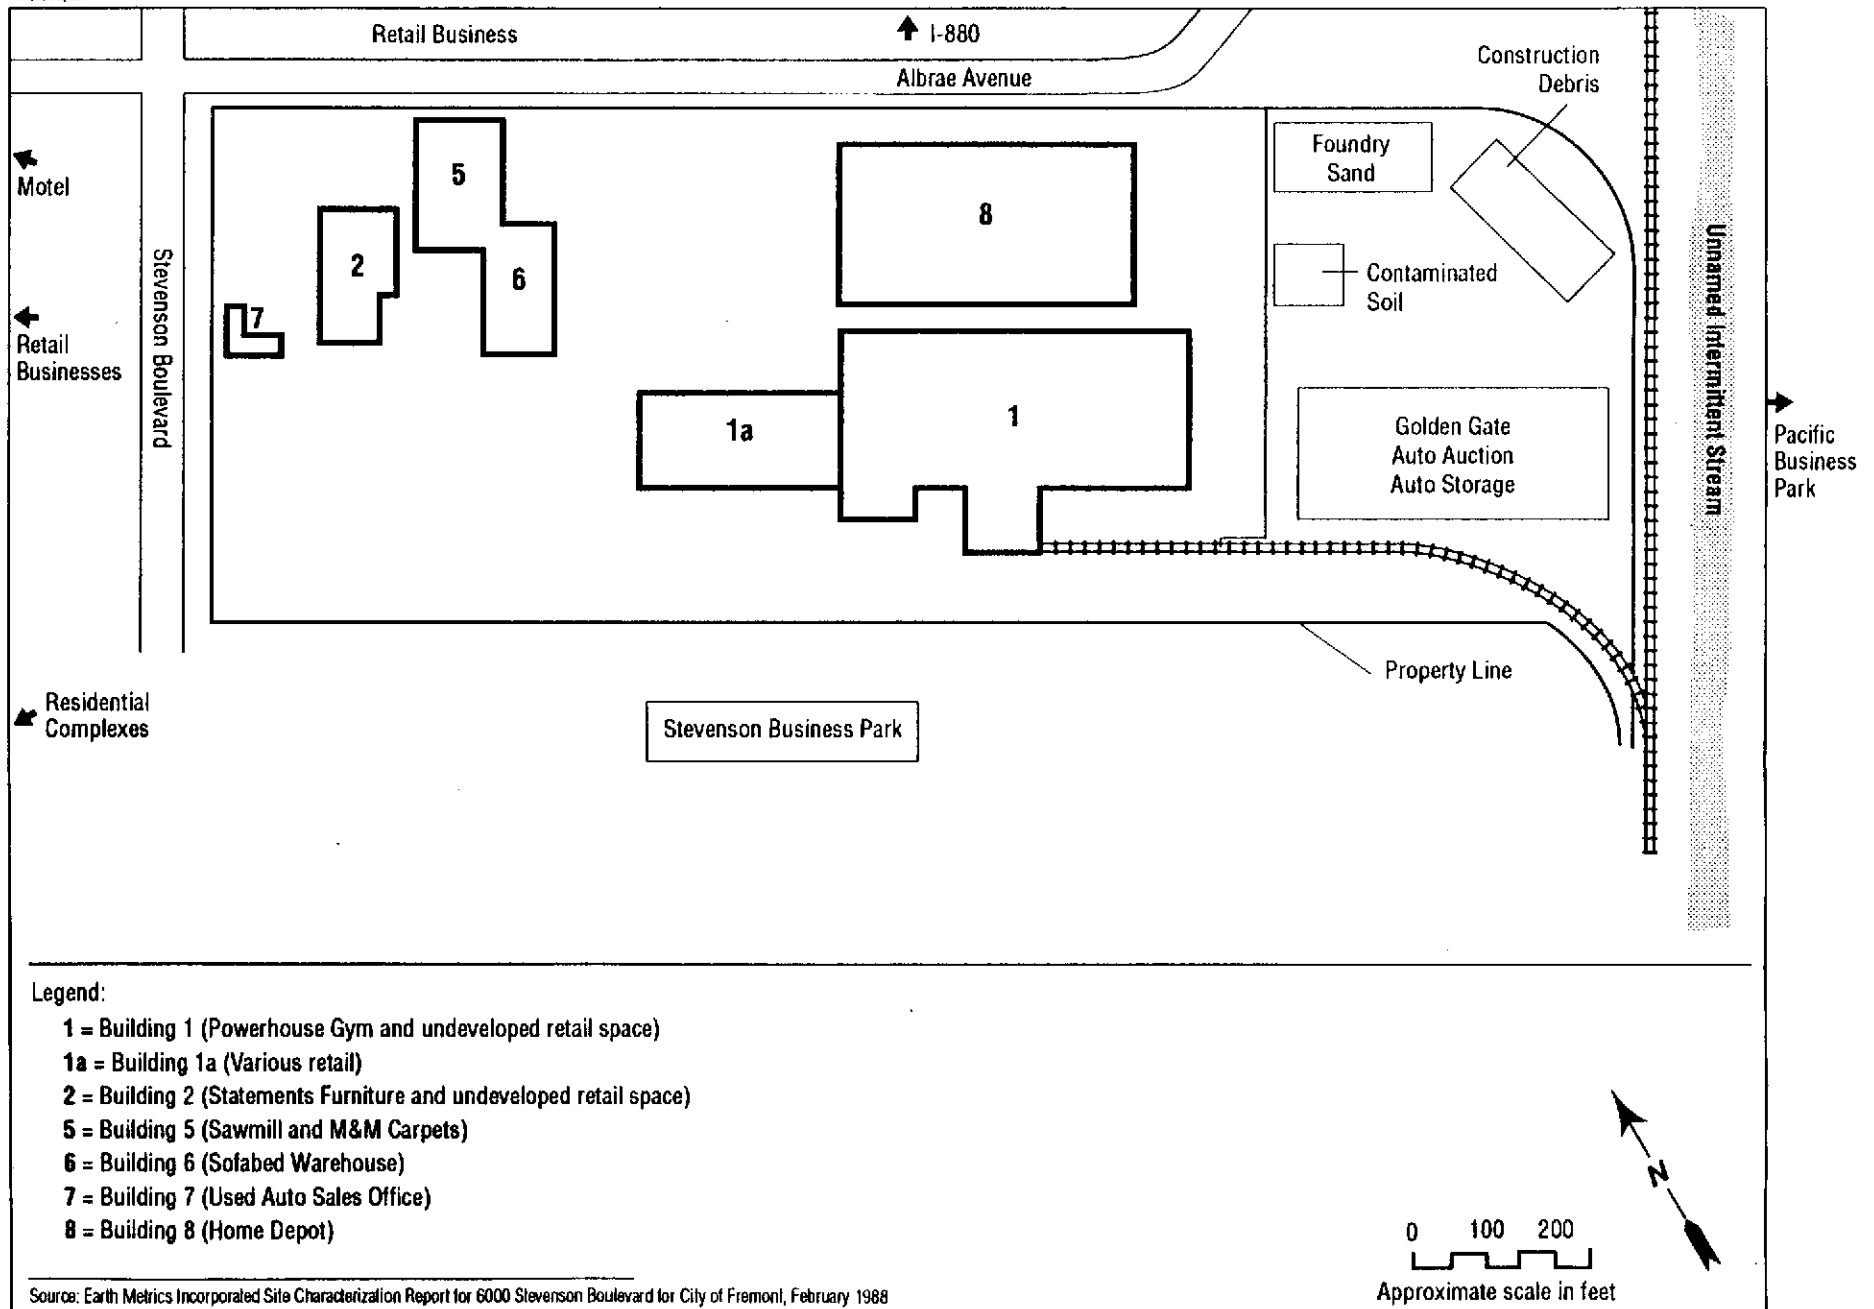 Retail Business
I-880
Albrae Avenue
Construction
Debris
Motel
Retail
Businesses
Stevenson Boulevard
7
2
5
6
8
1a
1
Foundry
Sand
Contaminated
Soil
Golden Gate
Auto Auction
Auto Storage
Unnamed Intermittent Stream
Pacific
Business
Park
Property Line
Residential
Complexes
Stevenson Business Park
Legend:
1 = Building 1 (Powerhouse Gym and undeveloped retail space)
1a = Building 1a (Various retail)
2 = Building 2 (Statements Furniture and undeveloped retail space)
5 = Building 5 (Sawmill and M&M Carpets)
6 = Building 6 (Sofabed Warehouse)
7 = Building 7 (Used Auto Sales Office)
8 = Building 8 (Home Depot)
N
0 100 200
Approximate scale in feet
Source: Earth Metrics Incorporated Site Characterization Report for 6000 Stevenson Boulevard for City of Fremont, February 1988